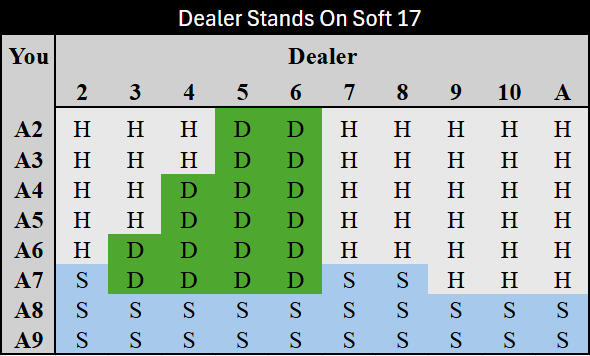 Dealer Stands On Soft 17
You Dealer
2 3 4 5 6 7 8 9 10 A
A2 H H H D D H H H H H
A3 H H H D D H H H H H
A4 H H D D D H H H H H
A5 H H D D D H H H H H
A6 H D D D D H H H H H
A7 S D D D D S S H H H
A8 S S S S S S S S S S
A9 S S S S S S S S S S